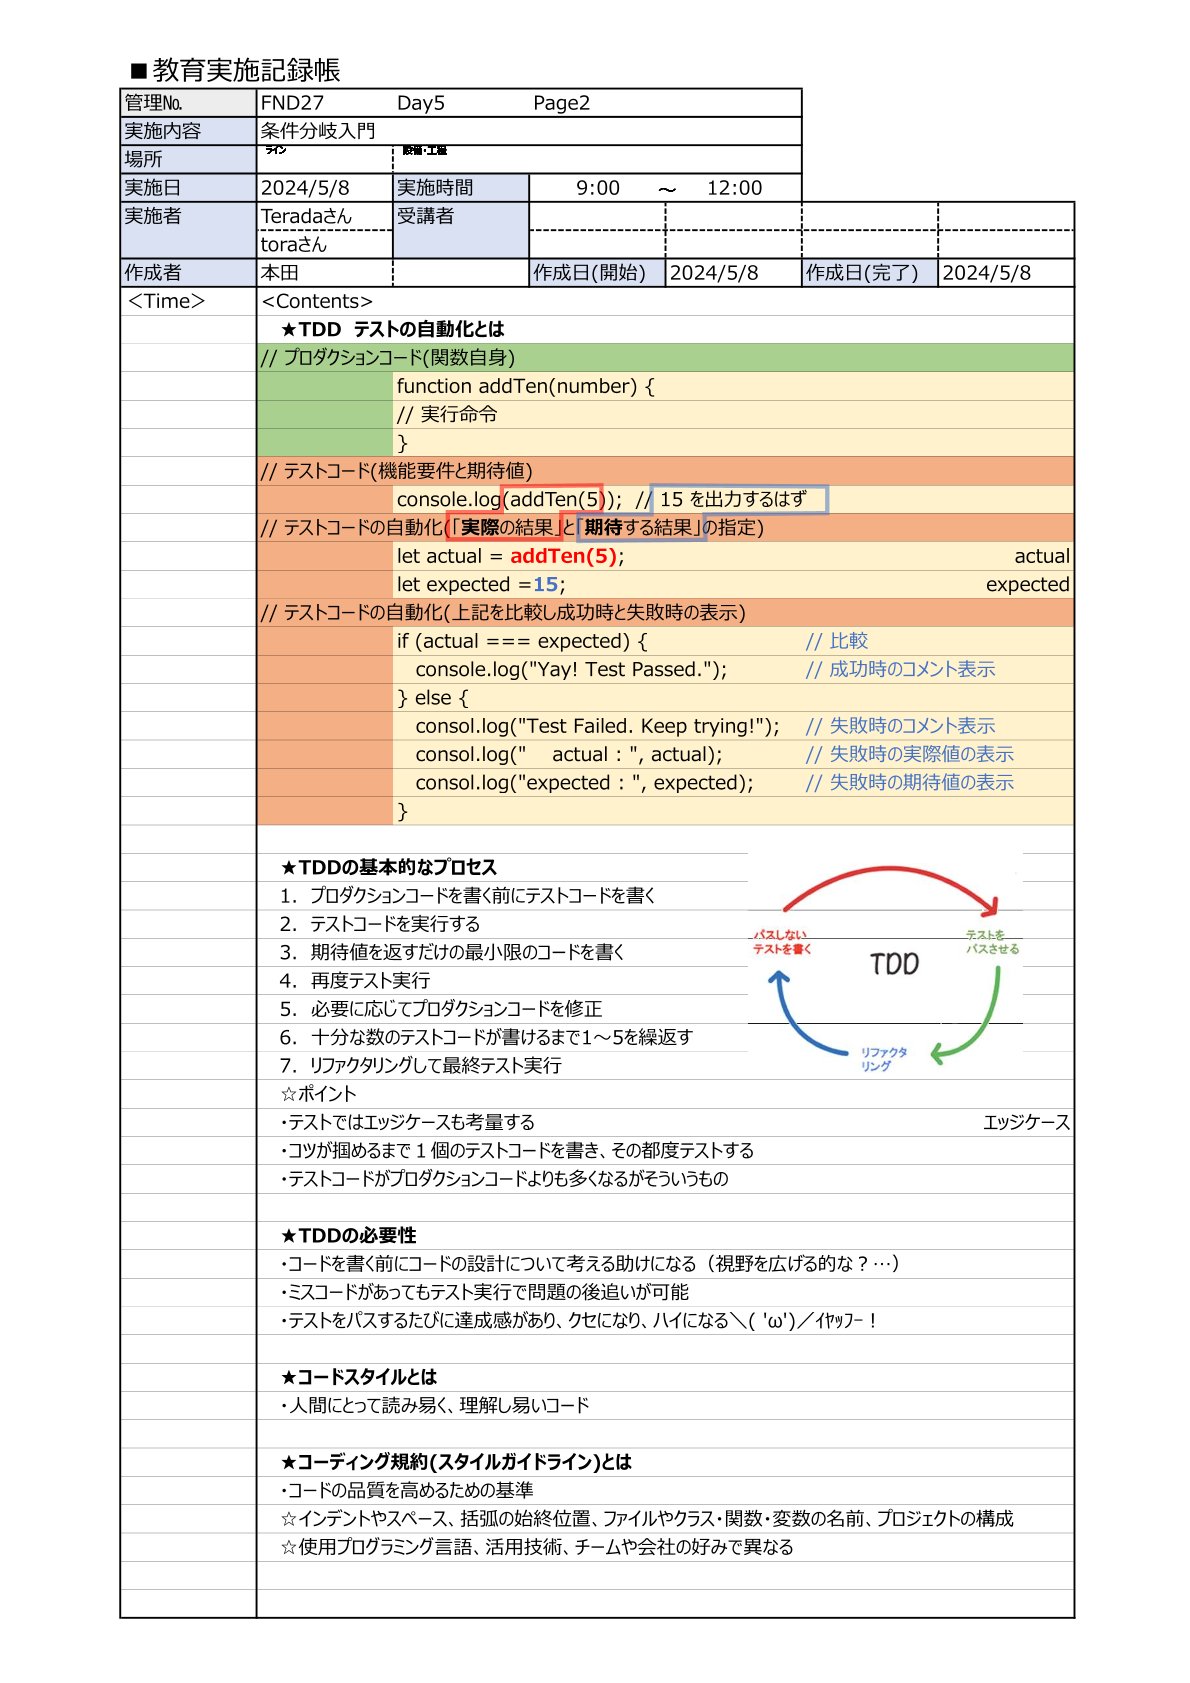 ■教育実施記録帳
管理No. FND27 Day5 Page2
実施内容 条件分岐入門
場所 ライン 設備・工程
実施日 2024/5/8 実施時間 9:00 ～ 12:00
実施者 Teradaさん 受講者
toraさん
作成者 本田 作成日(開始) 2024/5/8 作成日(完了) 2024/5/8
＜Time＞ <Contents>
★TDD テストの自動化とは
// プロダクションコード(関数自身)
function addTen(number) {
// 実行命令
}
// テストコード(機能要件と期待値)
console.log(addTen(5)); // 15 を出力するはず
// テストコードの自動化(「実際の結果」と「期待する結果」の指定)
let actual = addTen(5); actual
let expected =15; expected
// テストコードの自動化(上記を比較し成功時と失敗時の表示)
if (actual === expected) { // 比較
console.log("Yay! Test Passed."); // 成功時のコメント表示
} else {
consol.log("Test Failed. Keep trying!"); // 失敗時のコメント表示
consol.log(" actual : ", actual); // 失敗時の実際値の表示
consol.log("expected : ", expected); // 失敗時の期待値の表示
}
★TDDの基本的なプロセス
1. プロダクションコードを書く前にテストコードを書く
2. テストコードを実行する
3. 期待値を返すだけの最小限のコードを書く
4. 再度テスト実行
5. 必要に応じてプロダクションコードを修正
6. 十分な数のテストコードが書けるまで1～5を繰返す
7. リファクタリングして最終テスト実行
パスしない
テストを書く
テストを
パスさせる
TDD
リファクタ
リング
☆ポイント
・テストではエッジケースも考量する エッジケース
・コツが掴めるまで１個のテストコードを書き、その都度テストする
・テストコードがプロダクションコードよりも多くなるがそういうもの
★TDDの必要性
・コードを書く前にコードの設計について考える助けになる（視野を広げる的な？…）
・ミスコードがあってもテスト実行で問題の後追いが可能
・テストをパスするたびに達成感があり、クセになり、ハイになる＼( 'ω')／ｲﾔｯﾌｰ！
★コードスタイルとは
・人間にとって読み易く、理解し易いコード
★コーディング規約(スタイルガイドライン)とは
・コードの品質を高めるための基準
☆インデントやスペース、括弧の始終位置、ファイルやクラス・関数・変数の名前、プロジェクトの構成
☆使用プログラミング言語、活用技術、チームや会社の好みで異なる